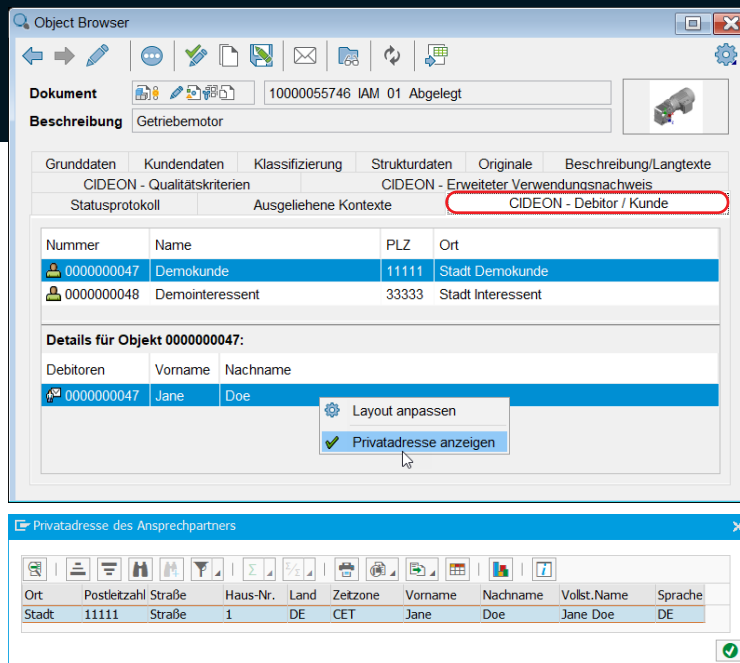 Object Browser
Dokument 10000055746 IAM 01 Abgelegt
Beschreibung Getriebemotor
Grunddaten Kundendaten Klassifizierung Strukturdaten Originale Beschreibung/Langtexte
CIDEON - Qualitätskriterien CIDEON - Erweiteter Verwendungsnachweis
Statusprotokoll Ausgeliehene Kontexte CIDEON - Debitor / Kunde
Nummer Name PLZ Ort
0000000047 Demokunde 11111 Stadt Demokunde
0000000048 Demointeressent 33333 Stadt Interessent
Details für Objekt 0000000047:
Debitoren Vorname Nachname
0000000047 Jane Doe
Layout anpassen
Privatadresse anzeigen
Privatadresse des Ansprechpartners
Ort Postleitzahl Straße Haus-Nr. Land Zeitzone Vorname Nachname Vollst.Name Sprache
Stadt 11111 Straße 1 DE CET Jane Doe Jane Doe DE